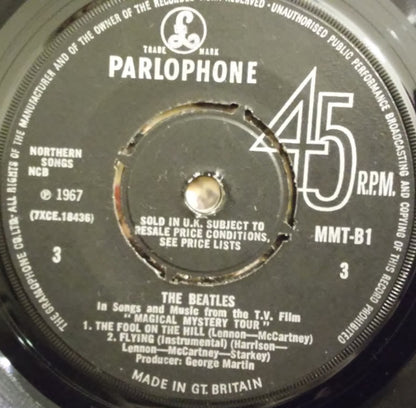 THE GRAMOPHONE CO. LTD. ALL RIGHTS OF THE MANUFACTURER AND OF THE OWNER OF THE RECORDED WORK RESERVED · UNAUTHORISED PUBLIC PERFORMANCE BROADCASTING AND COPYING OF THIS RECORD PROHIBITED
£
TRADE MARK
PARLOPHONE
45
R.P.M.
NORTHERN
SONGS
NCB
℗ 1967
(7XCE.18436)
3
SOLD IN U.K. SUBJECT TO
RESALE PRICE CONDITIONS,
SEE PRICE LISTS
MMT-B1
3
THE BEATLES
In Songs and Music from the T.V. Film
"MAGICAL MYSTERY TOUR"
1. THE FOOL ON THE HILL (Lennon-McCartney)
2. FLYING (Instrumental) (Harrison-
Lennon-McCartney-Starkey)
Producer: George Martin
MADE IN GT. BRITAIN